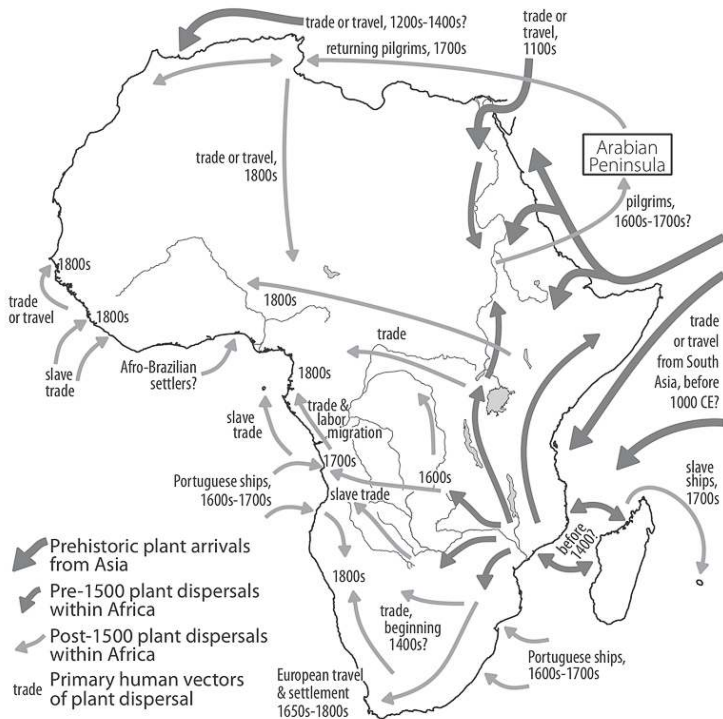 trade or travel, 1200s-1400s?
trade or
travel,
1100s
returning pilgrims, 1700s
Arabian
Peninsula
trade or travel,
1800s
pilgrims,
1600s-1700s?
1800s
trade
or travel
1800s
1800s
slave
trade
Afro-Brazilian
settlers?
trade
trade
or travel
from South
Asia, before
1000 CE?
1800s
slave
trade
trade &
labor
migration
1700s
1600s
Portuguese ships,
1600s-1700s
slave trade
slave
ships,
1700s
before
1400?
Prehistoric plant arrivals
from Asia
Pre-1500 plant dispersals
within Africa
Post-1500 plant dispersals
within Africa
trade Primary human vectors
of plant dispersal
1800s
trade,
beginning
1400s?
European travel
& settlement
1650s-1800s
Portuguese ships,
1600s-1700s